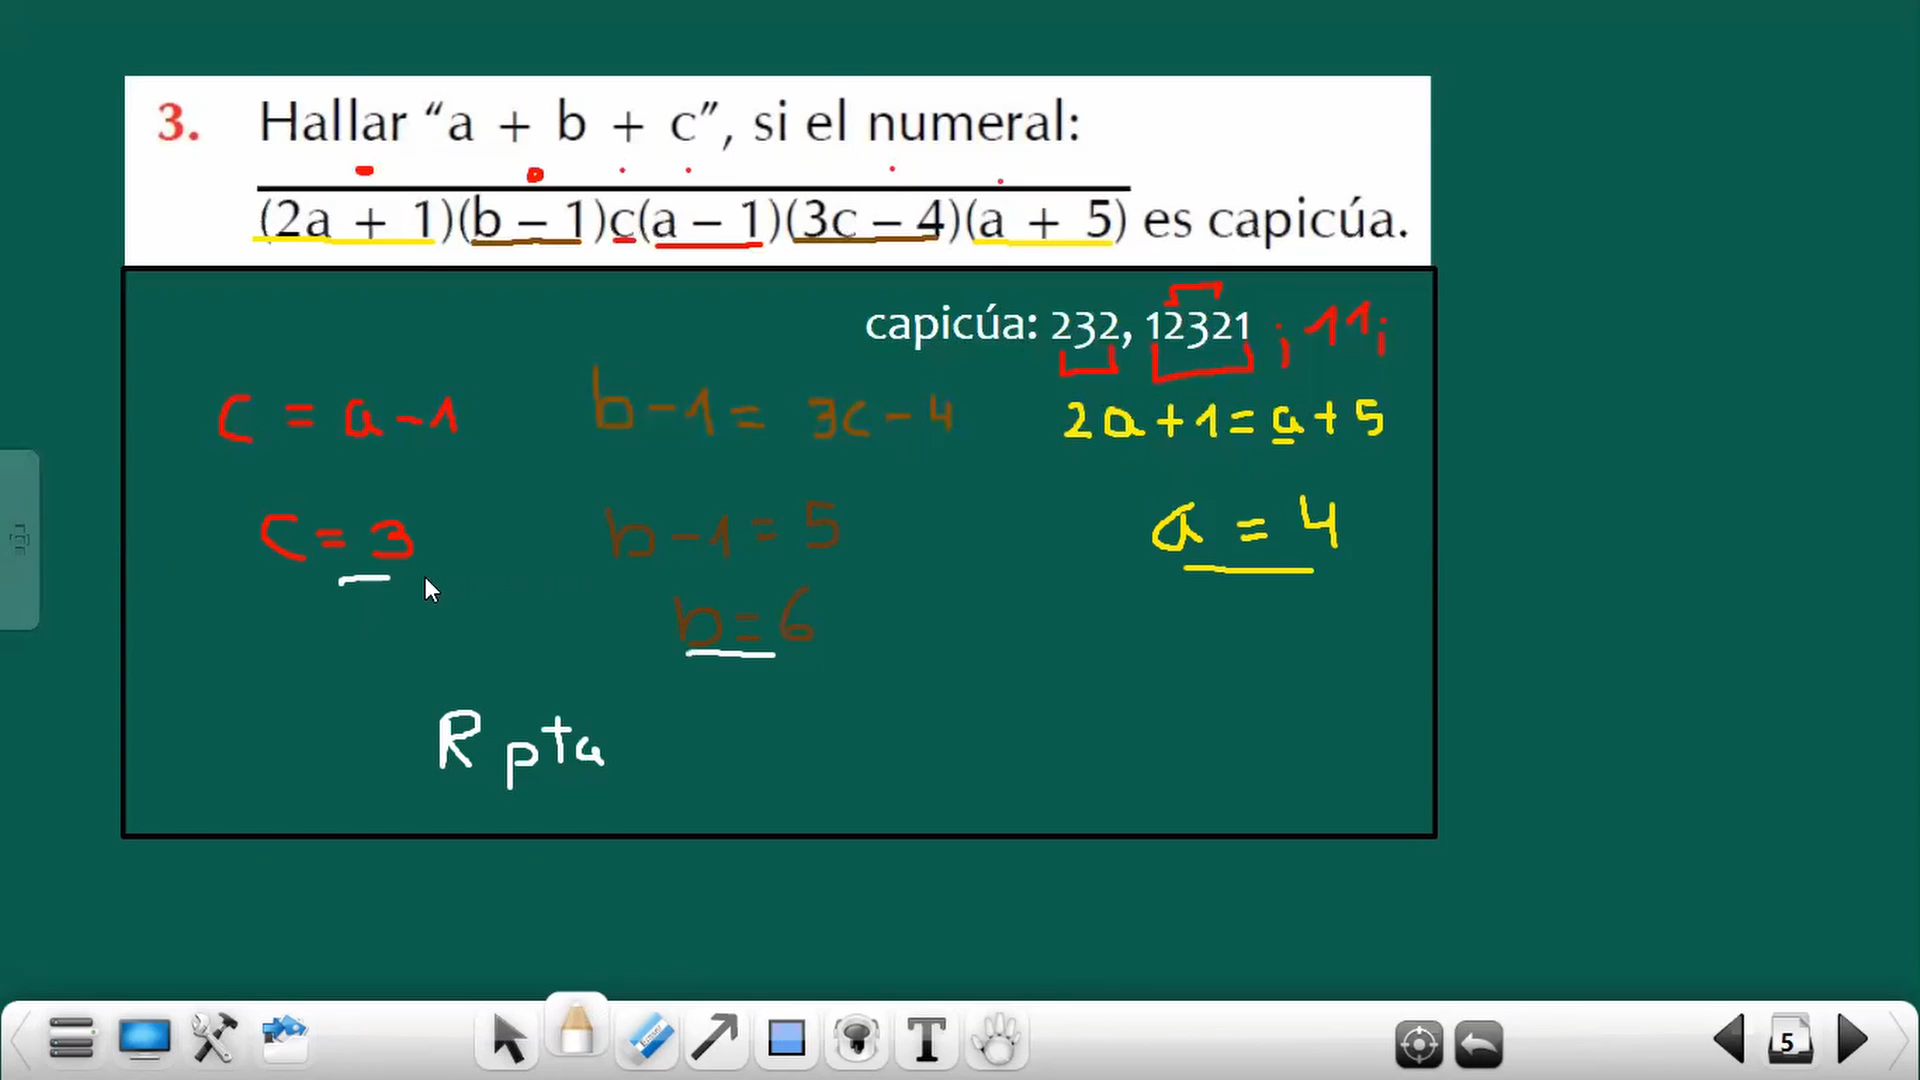 3. Hallar “a + b + c”, si el numeral:
(2a + 1)(b – 1)c(a – 1)(3c – 4)(a + 5) es capicúa.
capicúa: 232, 12321 ; 11 ;
c = a - 1
b - 1 = 3c - 4
2a + 1 = a + 5
c = 3
b - 1 = 5
a = 4
b = 6
Rpta
T
5